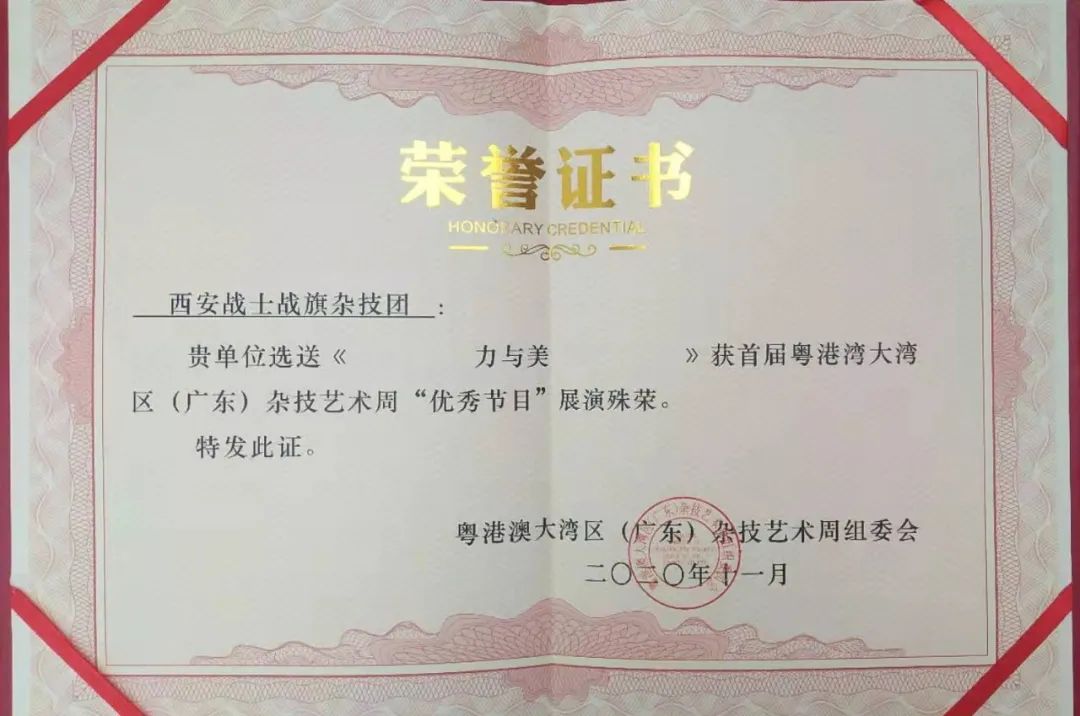 荣誉证书
HONORARY CREDENTIAL
西安战士战旗杂技团：
贵单位选送《 力与美 》获首届粤港湾大湾
区（广东）杂技艺术周“优秀节目”展演殊荣。
特发此证。
粤港澳大湾区（广东）杂技艺术周组委会
二〇二〇年十一月